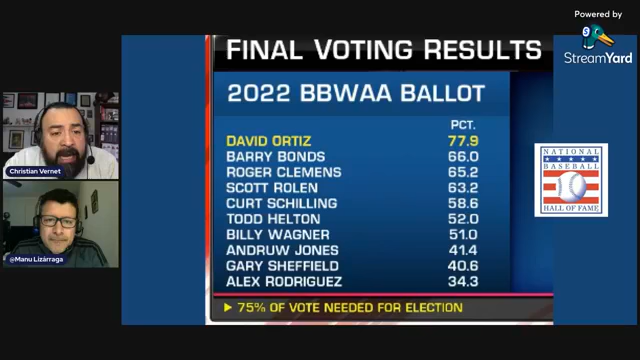 Powered by
StreamYard
FINAL VOTING RESULTS
2022 BBWAA BALLOT
PCT.
DAVID ORTIZ 77.9
BARRY BONDS 66.0
ROGER CLEMENS 65.2
SCOTT ROLEN 63.2
CURT SCHILLING 58.6
TODD HELTON 52.0
BILLY WAGNER 51.0
ANDRUW JONES 41.4
GARY SHEFFIELD 40.6
ALEX RODRIGUEZ 34.3
75% OF VOTE NEEDED FOR ELECTION
Christian Vernet
@Manu Lizárraga
NATIONAL
BASEBALL
HALL OF FAME